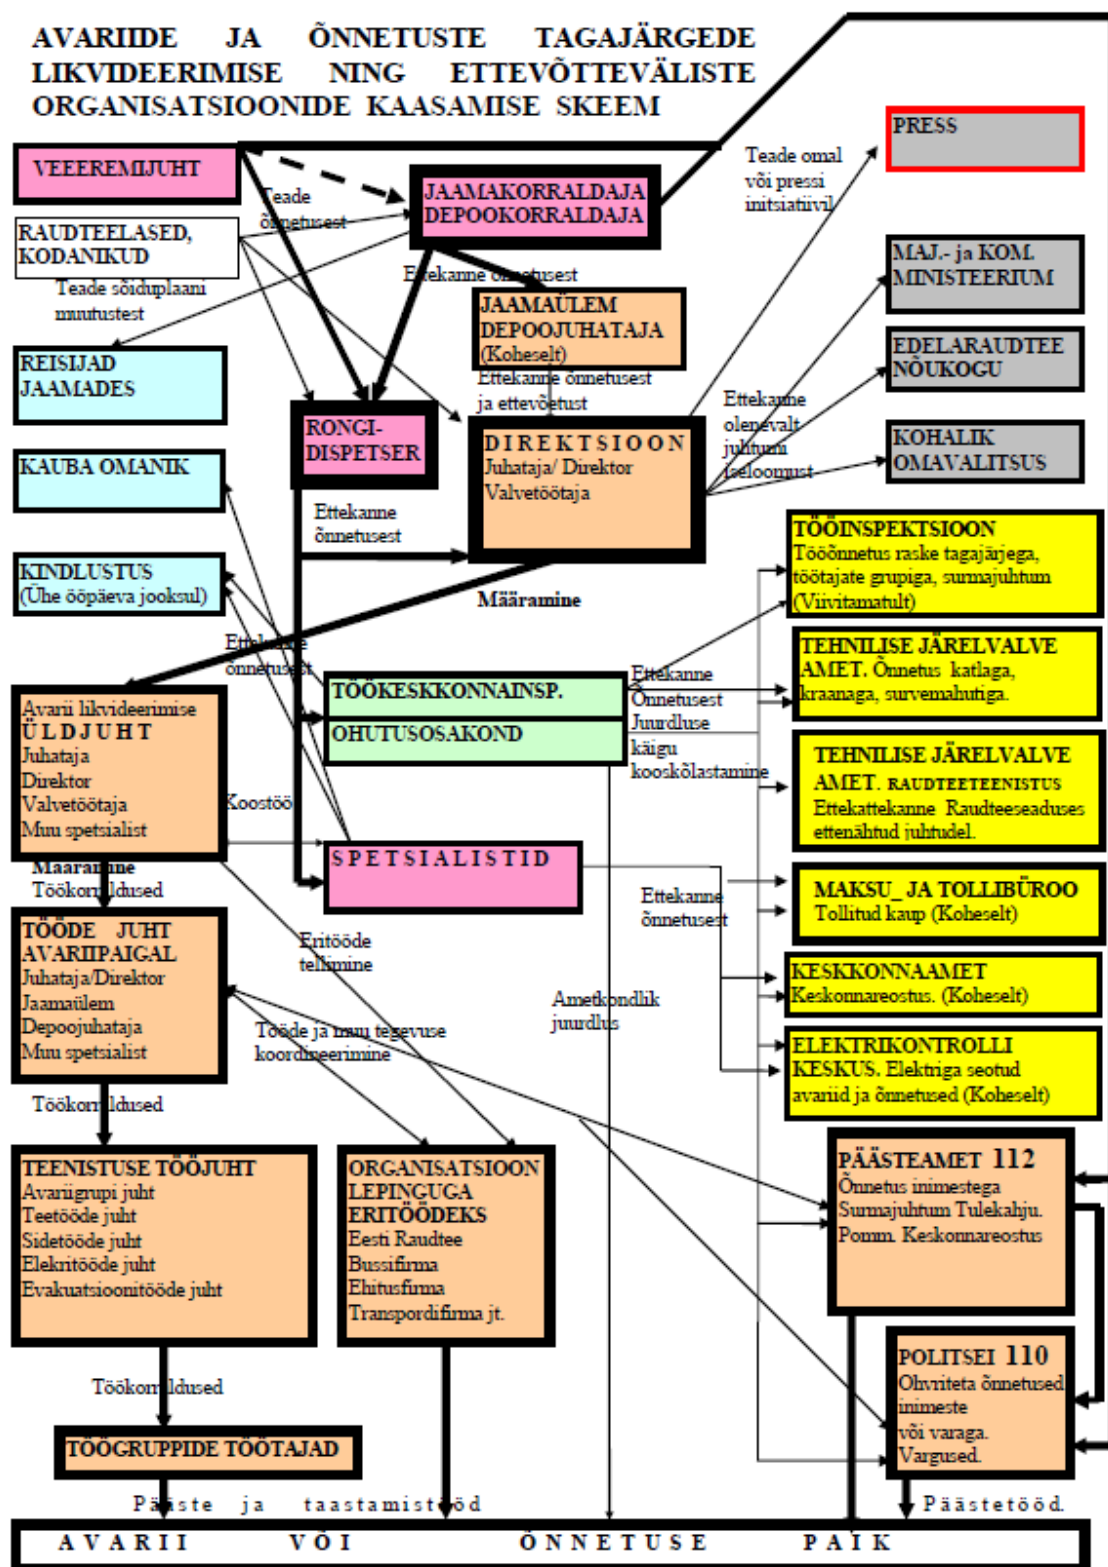 AVARIIDE JA ÕNNETUSTE TAGAJÄRGEDE
LIKVIDEERIMISE NING ETTEVÕTTEVÄLISTE
ORGANISATSIOONIDE KAASAMISE SKEEM
PRESS
Teade omal
või pressi
initsiatiivil
VEEEREMIJUHT
JAAMAKORRALDAJA
DEPOOKORRALDAJA
Teade
õnnetusest
RAUDTEELASED,
KODANIKUD
Ettekanne õnnetusest
MAJ.- ja KOM.
MINISTEERIUM
Teade sõiduplaani
muutustest
JAAMAÜLEM
DEPOOJUHATAJA
(Koheselt)
REISIJAD
JAAMADES
EDELARAUDTEE
NÕUKOGU
Ettekanne õnnetusest
ja ettevõetust
Ettekanne
olenevalt
juhtumi
iseloomust
RONGI-
DISPETSER
DIREKTSIOON
Juhataja/ Direktor
Valvetöötaja
KOHALIK
OMAVALITSUS
KAUBA OMANIK
Ettekanne
õnnetusest
TÖÖINSPEKTSIOON
Tööõnnetus raske tagajärjega,
töötajate grupiga, surmajuhtum
(Viivitamatult)
KINDLUSTUS
(Ühe ööpäeva jooksul)
Määramine
Ettekanne
õnnetusest
TEHNILISE JÄRELVALVE
AMET. Õnnetus katlaga,
kraanaga, survemahutiga.
TÖÖKESKKONNAINSP.
OHUTUSOSAKOND
Ettekanne
Õnnetusest
Juurdluse
käigu
kooskõlastamine
Avarii likvideerimise
ÜLDJUHT
Juhataja
Direktor
Valvetöötaja
Muu spetsialist
TEHNILISE JÄRELVALVE
AMET. RAUDTEETEENISTUS
Ettekattekanne Raudteeseaduses
ettenähtud juhtudel.
Koostöö
SPETSIALISTID
Määramine
Töökorraldused
Ettekanne
õnnetusest
MAKSU_ JA TOLLIBÜROO
Tollitud kaup (Koheselt)
TÖÖDE JUHT
AVARIIPAIGAL
Juhataja/Direktor
Jaamaülem
Depoojuhataja
Muu spetsialist
Eritööde
tellimine
KESKKONNAAMET
Keskonnareostus. (Koheselt)
Ametkondlik
juurdlus
Tööde ja muu tegevuse
koordineerimine
ELEKTRIKONTROLLI
KESKUS. Elektriga seotud
avariid ja õnnetused (Koheselt)
Töökorraldused
TEENISTUSE TÖÖJUHT
Avariigrupi juht
Teetööde juht
Sidetööde juht
Elekritööde juht
Evakuatsioonitööde juht
ORGANISATSIOON
LEPINGUGA
ERITÖÖDEKS
Eesti Raudtee
Bussifirma
Ehitusfirma
Transpordifirma jt.
PÄÄSTEAMET 112
Õnnetus inimestega
Surmajuhtum Tulekahju.
Pomm. Keskonnareostus
POLITSEI 110
Ohvriteta õnnetused
inimeste
või varaga.
Vargused.
Töökorraldused
TÖÖGRUPPIDE TÖÖTAJAD
Pääste ja taastamistööd
Päästetööd.
AVARII VÕI ÕNNETUSE PAIK